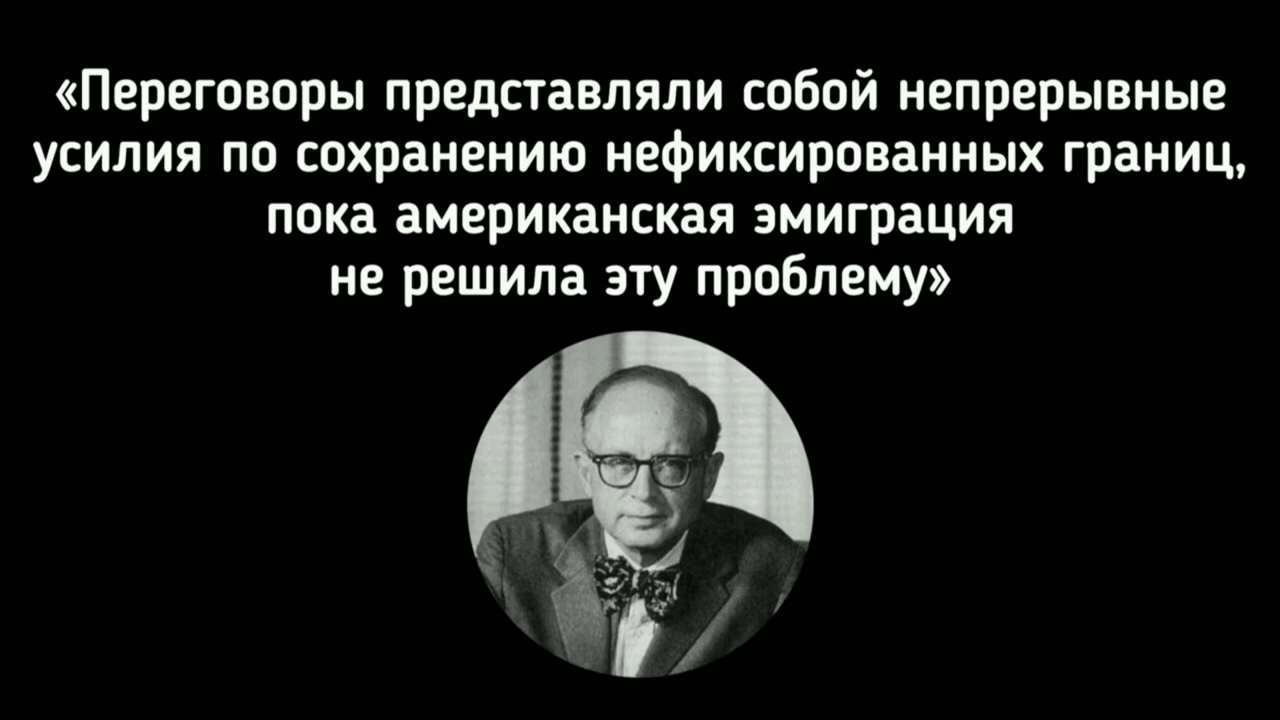 «Переговоры представляли собой непрерывные
усилия по сохранению нефиксированных границ,
пока американская эмиграция
не решила эту проблему»